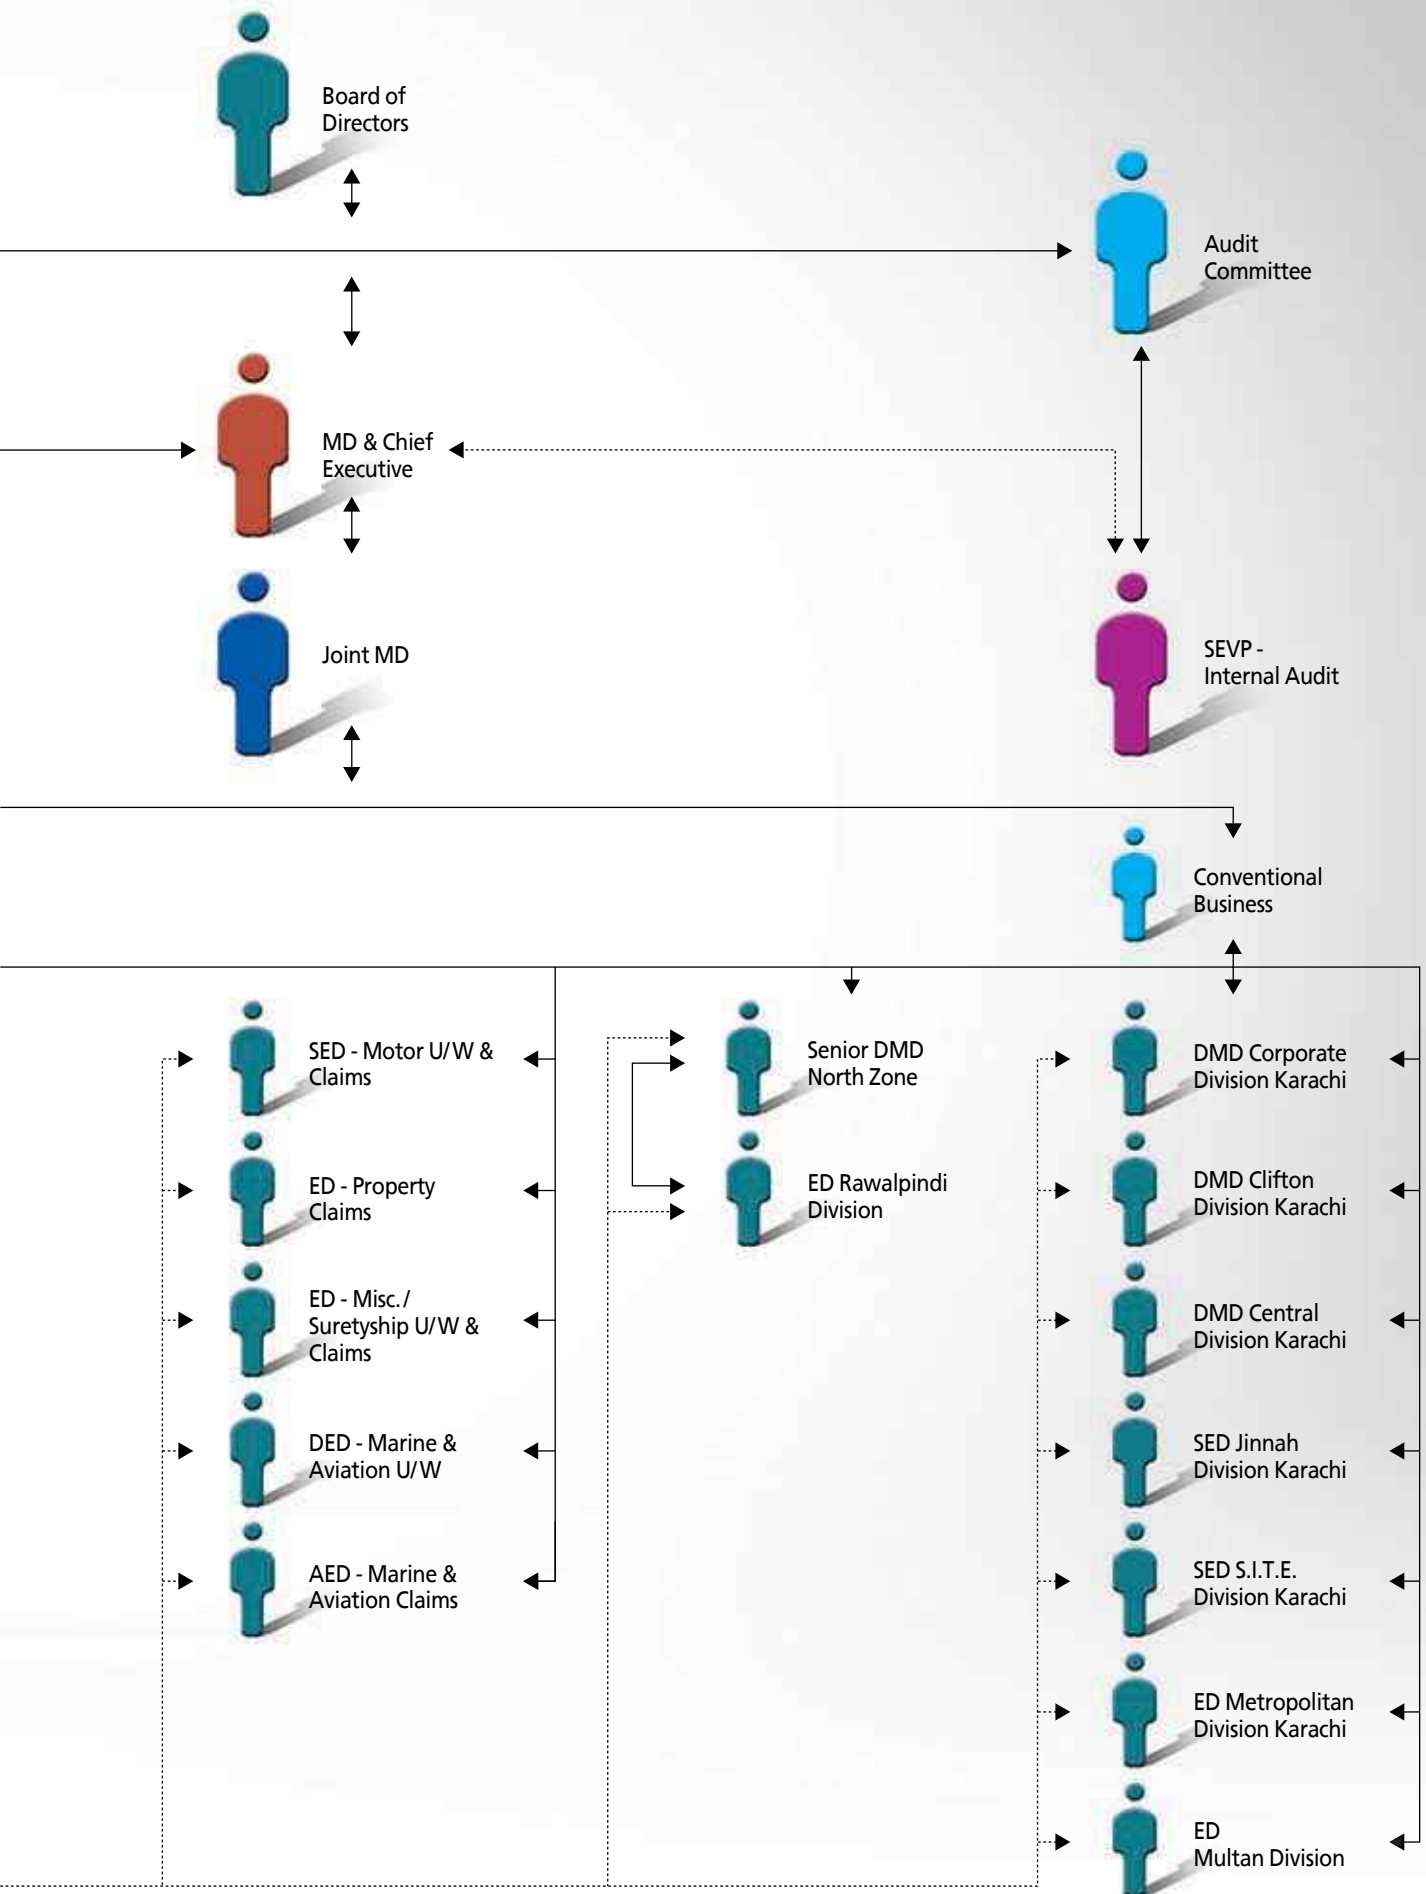 Board of
Directors
Audit
Committee
MD & Chief
Executive
Joint MD
SEVP -
Internal Audit
Conventional
Business
SED - Motor U/W &
Claims
ED - Property
Claims
ED - Misc./
Suretyship U/W &
Claims
DED - Marine &
Aviation U/W
AED - Marine &
Aviation Claims
Senior DMD
North Zone
ED Rawalpindi
Division
DMD Corporate
Division Karachi
DMD Clifton
Division Karachi
DMD Central
Division Karachi
SED Jinnah
Division Karachi
SED S.I.T.E.
Division Karachi
ED Metropolitan
Division Karachi
ED
Multan Division